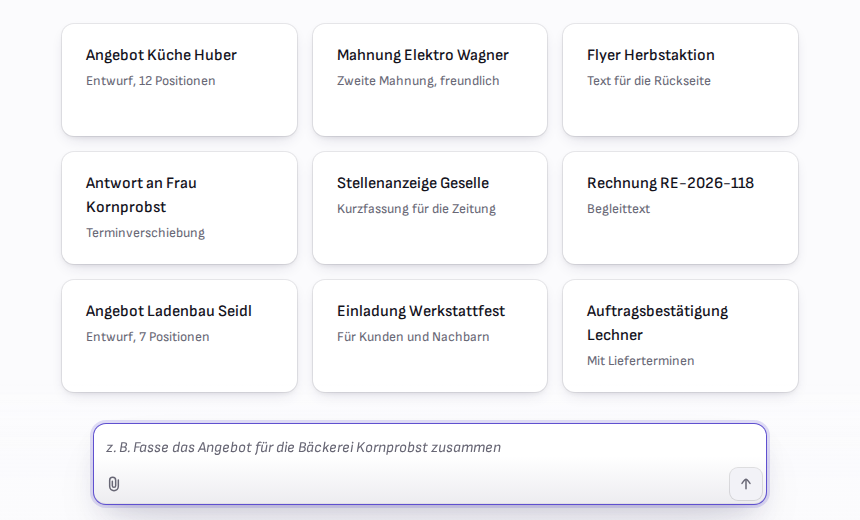 Angebot Küche Huber
Entwurf, 12 Positionen
Mahnung Elektro Wagner
Zweite Mahnung, freundlich
Flyer Herbstaktion
Text für die Rückseite
Antwort an Frau
Kornprobst
Terminverschiebung
Stellenanzeige Geselle
Kurzfassung für die Zeitung
Rechnung RE-2026-118
Begleittext
Angebot Ladenbau Seidl
Entwurf, 7 Positionen
Einladung Werkstattfest
Für Kunden und Nachbarn
Auftragsbestätigung
Lechner
Mit Lieferterminen
z. B. Fasse das Angebot für die Bäckerei Kornprobst zusammen